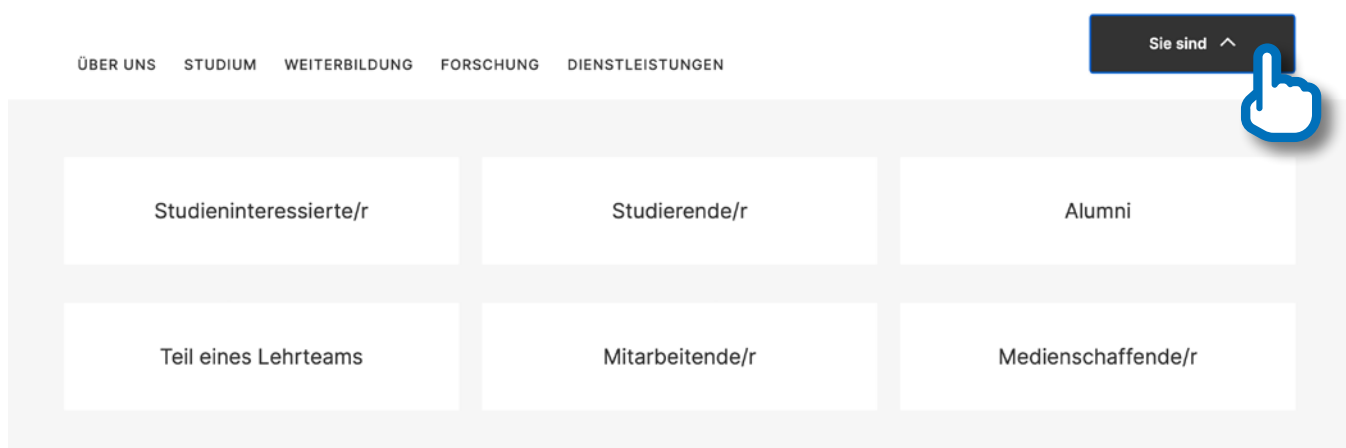 Sie sind
ÜBER UNS STUDIUM WEITERBILDUNG FORSCHUNG DIENSTLEISTUNGEN
Studieninteressierte/r Studierende/r Alumni
Teil eines Lehrteams Mitarbeitende/r Medienschaffende/r